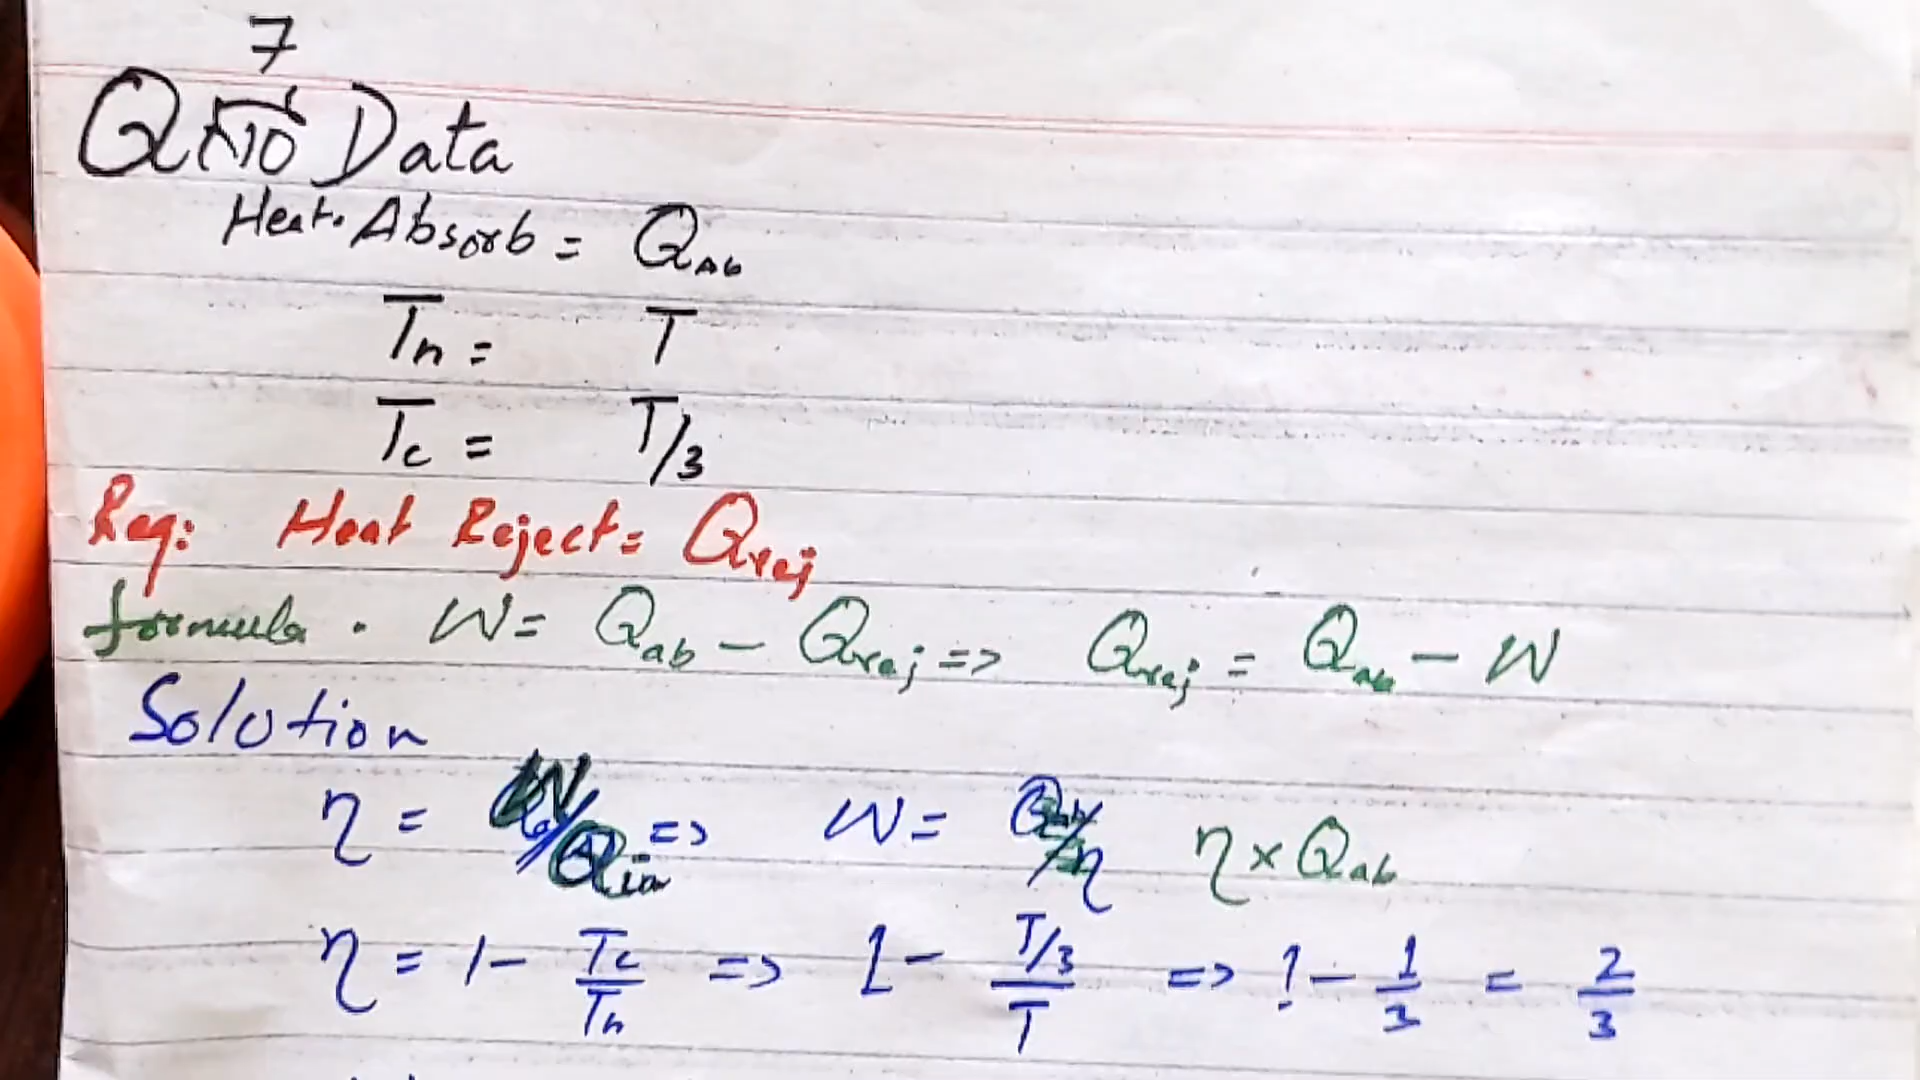 7
Q 10 Data
Heat. Absorb = QAb
Th = T
Tc = T/3
Req: Heat Reject = Qrej
formula . W = Qab - Qrej => Qrej = Qab - W
Solution
η = W/Qin => W = Qab/η η x Qab
η = 1 - Tc/Th => 1 - T/3/T => 1 - 1/3 = 2/3